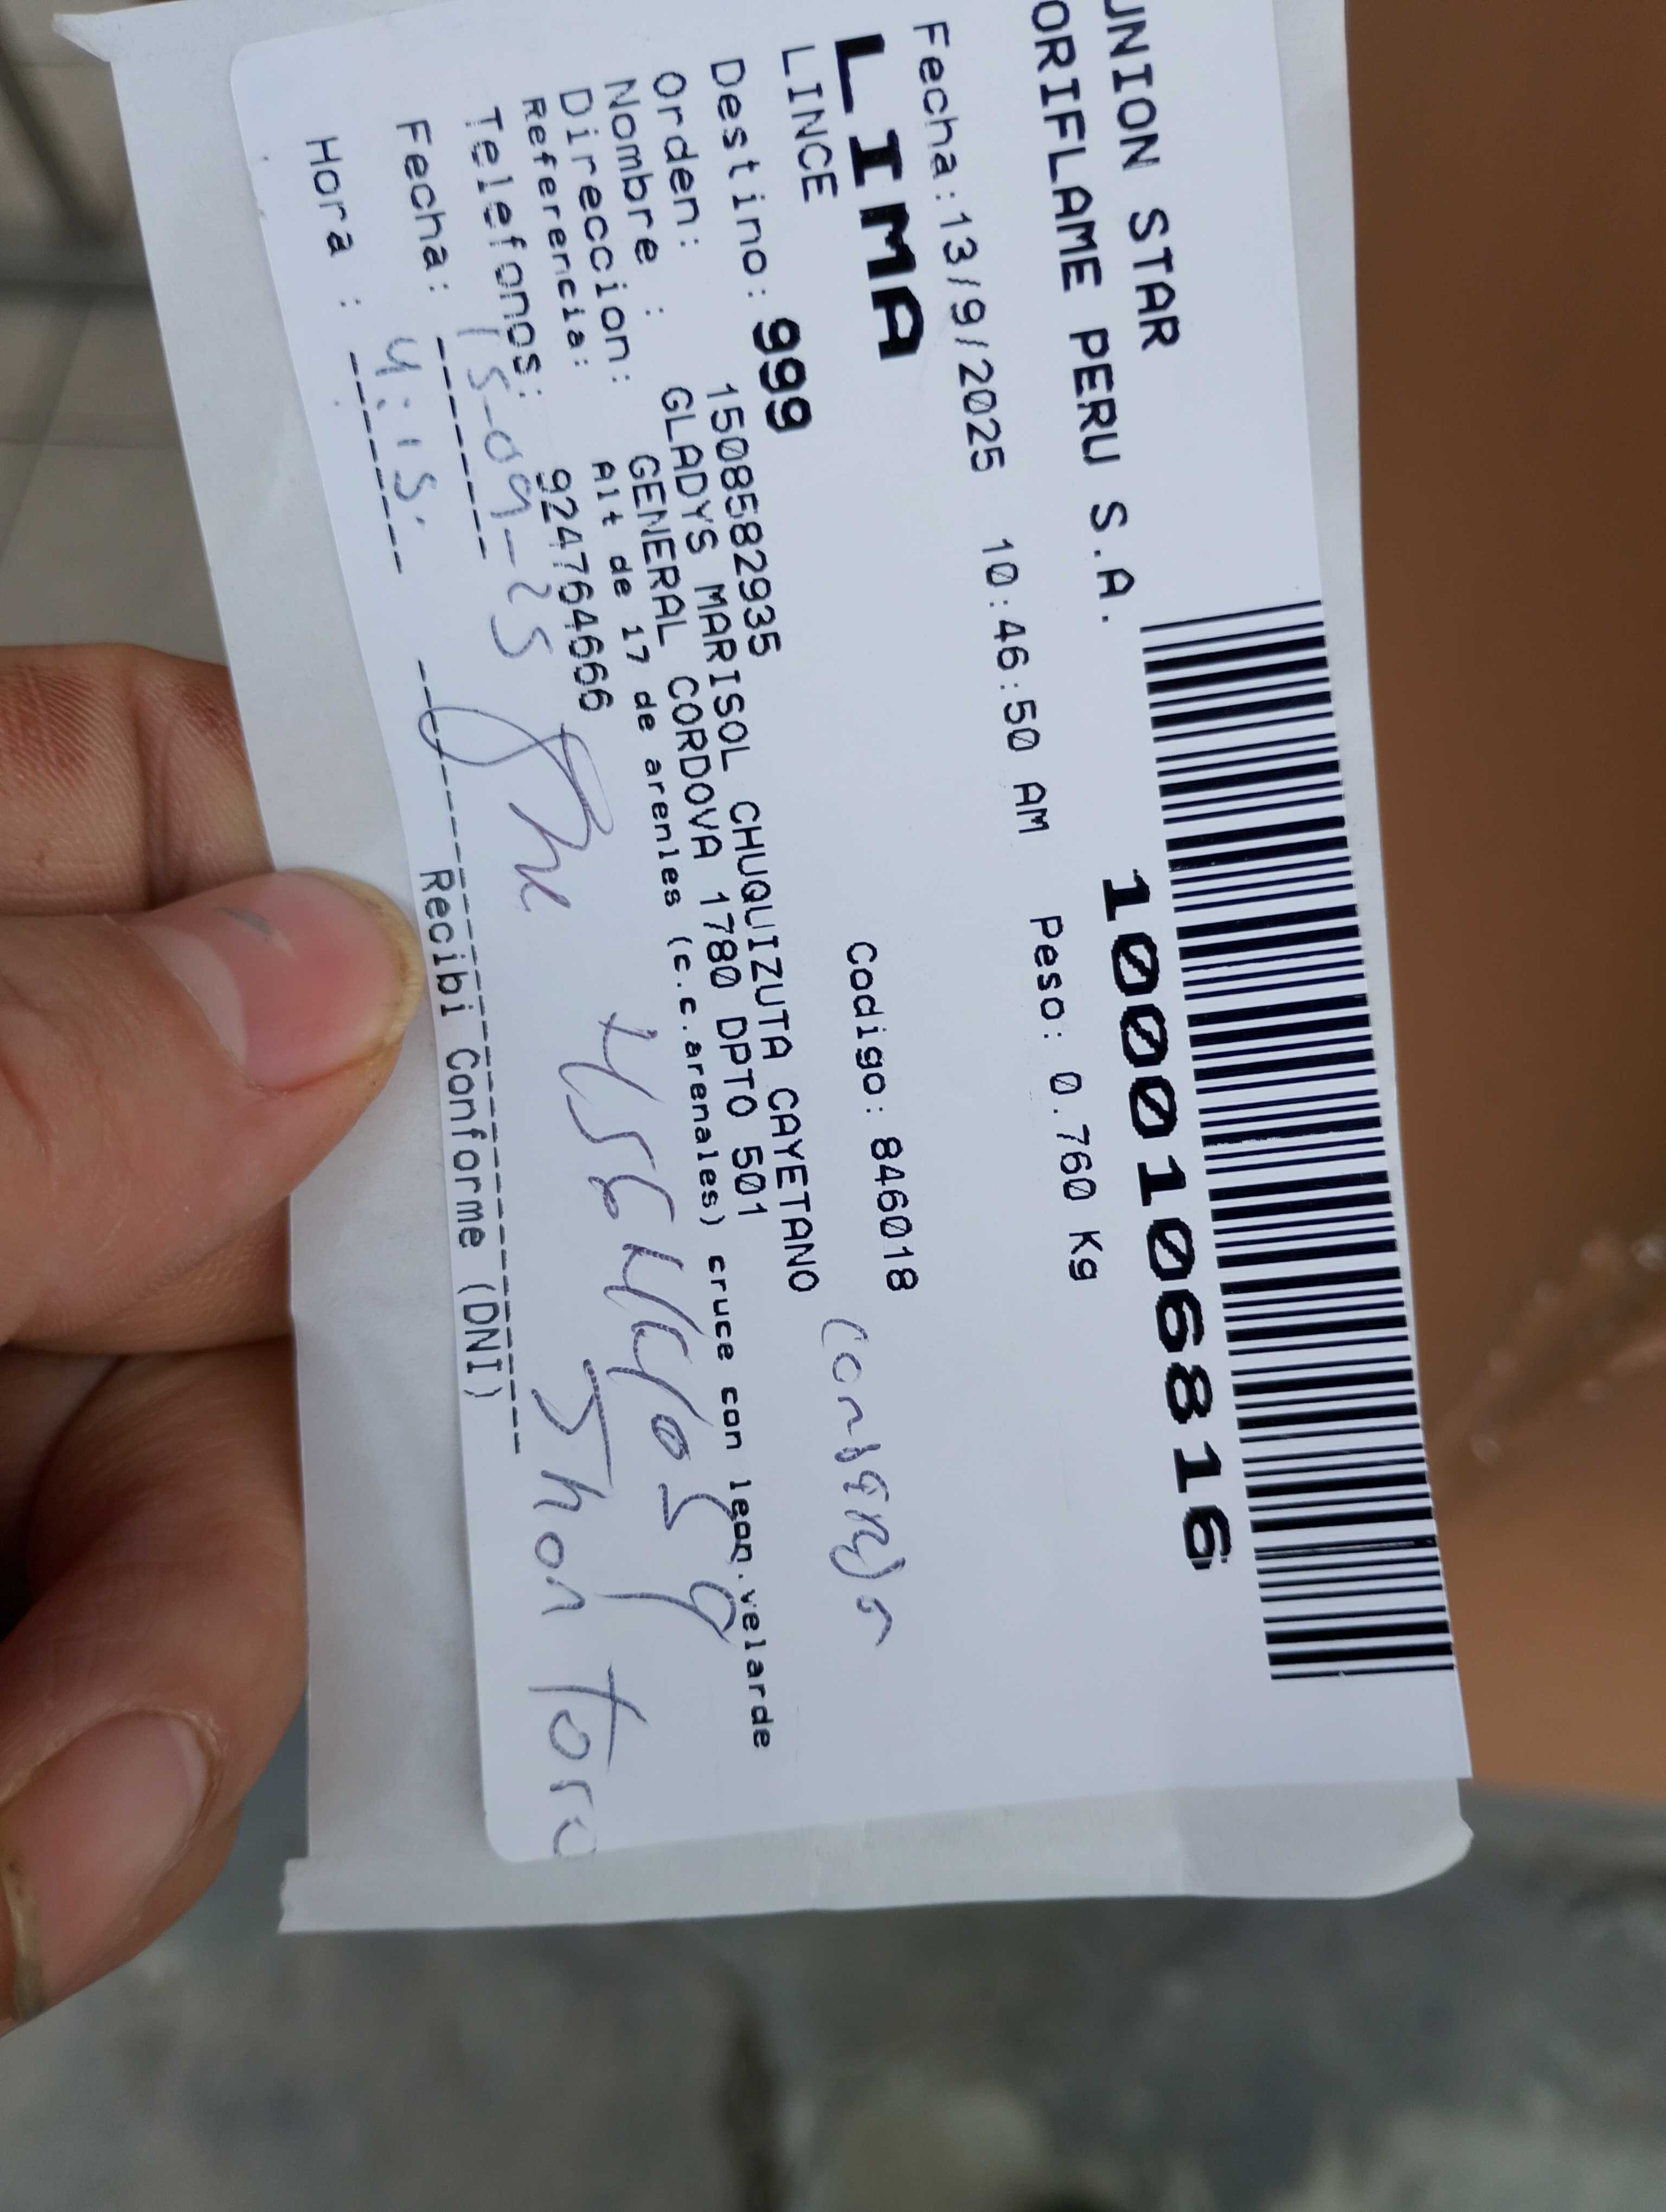 UNION STAR
ORIFLAME PERU S.A.
10001068816
Fecha:13/9/2025 10:46:50 AM Peso: 0.760 Kg
LIMA
LINCE
Codigo: 846018
Destino: 999
Orden: 1508582935
Nombre : GLADYS MARISOL CHUQUIZUTA CAYETANO
Direccion: GENERAL CORDOVA 1780 DPTO 501
Referencia: Alt de 17 de arenles (c.c.arenales) cruce con leon velarde
Telefonos: 924764666
Fecha: 15-09-25
Hora : 4:15
Recibi Conforme (DNI)
Jhon Toro